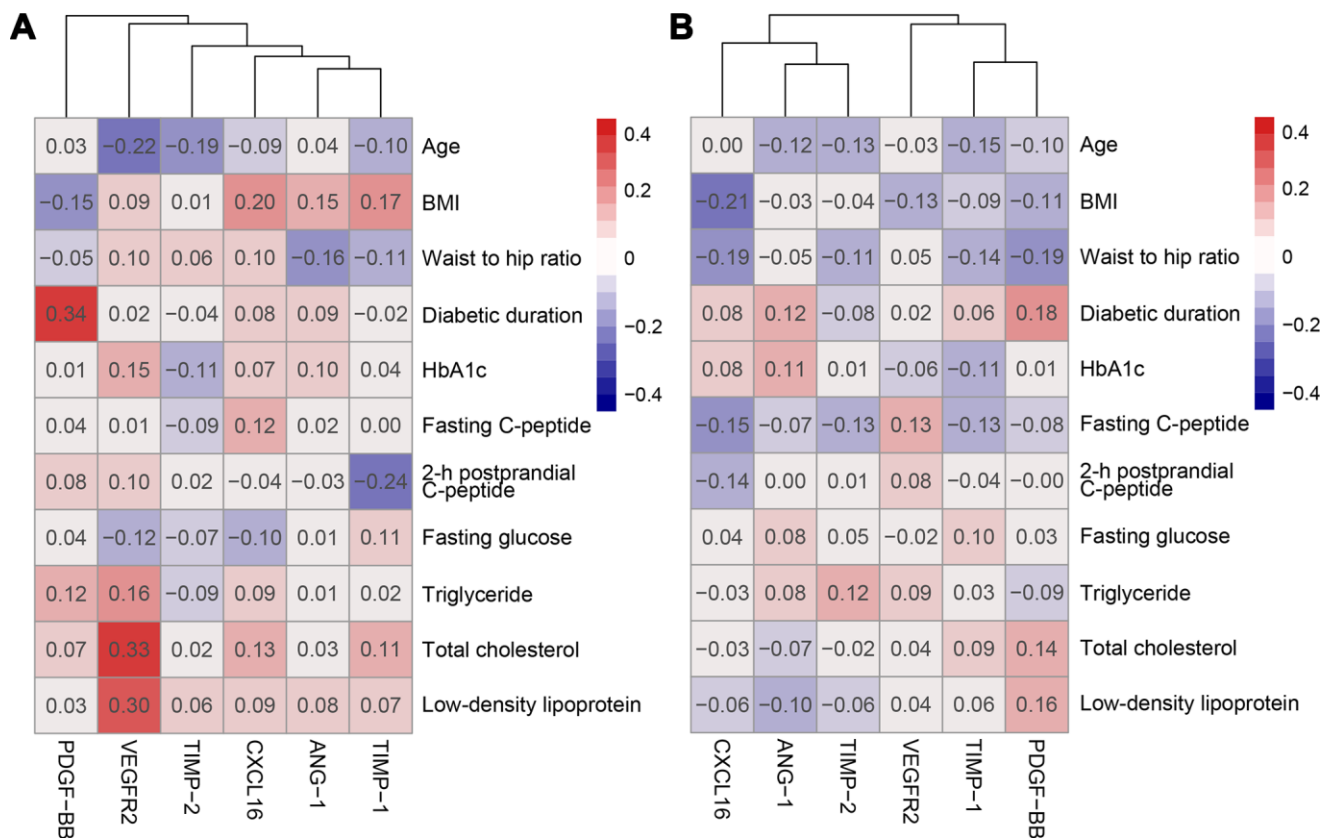 A
0.03 −0.22 −0.19 −0.09 0.04 −0.10 Age
−0.15 0.09 0.01 0.20 0.15 0.17 BMI
−0.05 0.10 0.06 0.10 −0.16 −0.11 Waist to hip ratio
0.34 0.02 −0.04 0.08 0.09 −0.02 Diabetic duration
0.01 0.15 −0.11 0.07 0.10 0.04 HbA1c
0.04 0.01 −0.09 0.12 0.02 0.00 Fasting C-peptide
0.08 0.10 0.02 −0.04 −0.03 −0.24 2-h postprandial
C-peptide
0.04 −0.12 −0.07 −0.10 0.01 0.11 Fasting glucose
0.12 0.16 −0.09 0.09 0.01 0.02 Triglyceride
0.07 0.33 0.02 0.13 0.03 0.11 Total cholesterol
0.03 0.30 0.06 0.09 0.08 0.07 Low-density lipoprotein
PDGF−BB
VEGFR2
TIMP−2
CXCL16
ANG−1
TIMP−1
0.4
0.2
0
−0.2
−0.4
B
0.00 −0.12 −0.13 −0.03 −0.15 −0.10 Age
−0.21 −0.03 −0.04 −0.13 −0.09 −0.11 BMI
−0.19 −0.05 −0.11 0.05 −0.14 −0.19 Waist to hip ratio
0.08 0.12 −0.08 0.02 0.06 0.18 Diabetic duration
0.08 0.11 0.01 −0.06 −0.11 0.01 HbA1c
−0.15 −0.07 −0.13 0.13 −0.13 −0.08 Fasting C-peptide
−0.14 0.00 0.01 0.08 −0.04 −0.00 2-h postprandial
C-peptide
0.04 0.08 0.05 −0.02 0.10 0.03 Fasting glucose
−0.03 0.08 0.12 0.09 0.03 −0.09 Triglyceride
−0.03 −0.07 −0.02 0.04 0.09 0.14 Total cholesterol
−0.06 −0.10 −0.06 0.04 0.06 0.16 Low-density lipoprotein
CXCL16
ANG−1
TIMP−2
VEGFR2
TIMP−1
PDGF−BB
0.4
0.2
0
−0.2
−0.4